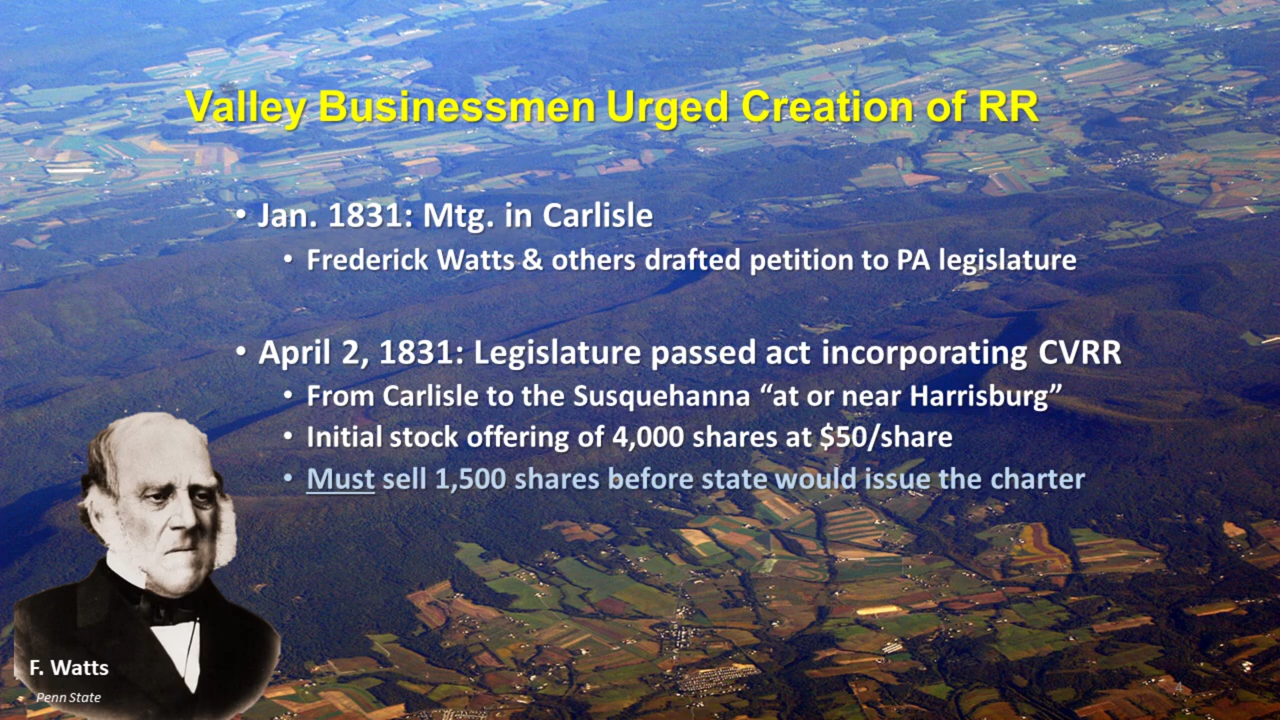 Valley Businessmen Urged Creation of RR
• Jan. 1831: Mtg. in Carlisle
• Frederick Watts & others drafted petition to PA legislature
• April 2, 1831: Legislature passed act incorporating CVRR
• From Carlisle to the Susquehanna “at or near Harrisburg”
• Initial stock offering of 4,000 shares at $50/share
• Must sell 1,500 shares before state would issue the charter
F. Watts
• Penn State
4